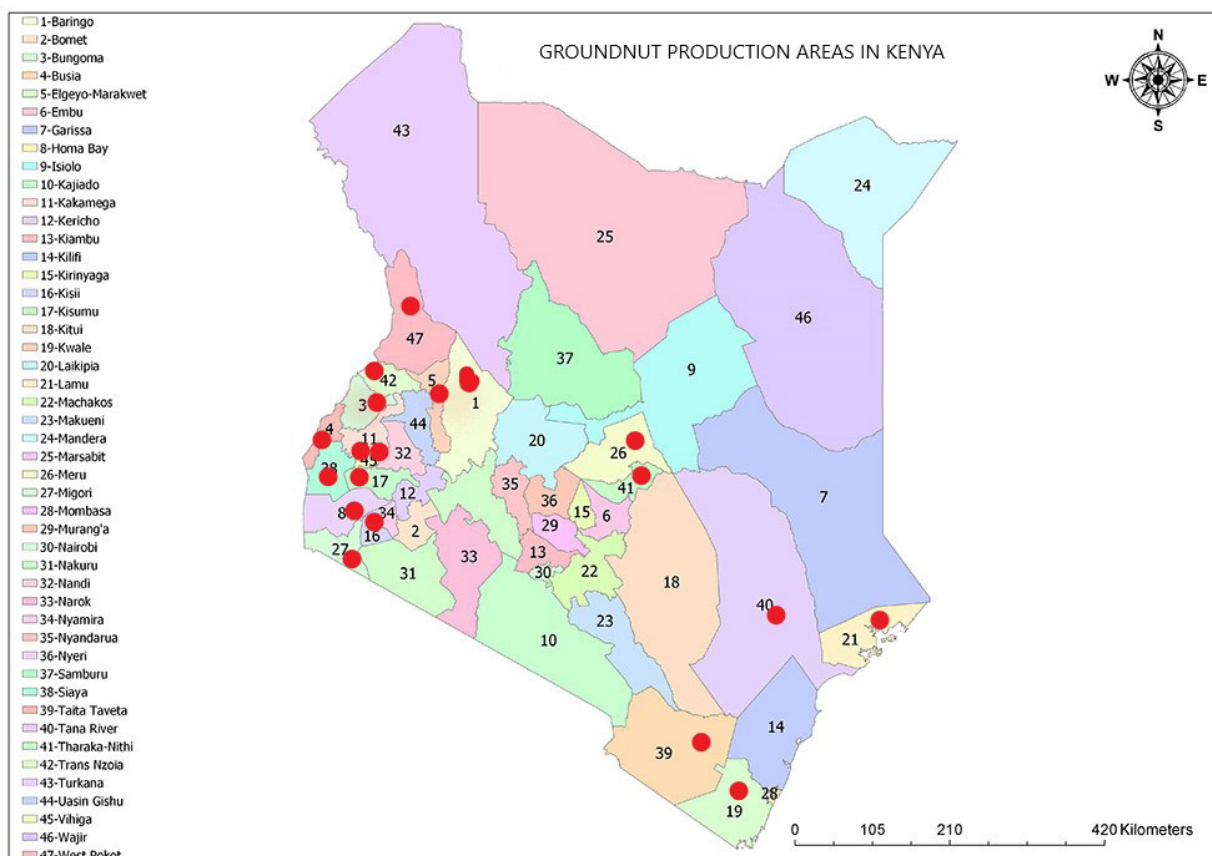 GROUNDNUT PRODUCTION AREAS IN KENYA
N
W E
S
1-Baringo
2-Bomet
3-Bungoma
4-Busia
5-Elgeyo-Marakwet
6-Embu
7-Garissa
8-Homa Bay
9-Isiolo
10-Kajiado
11-Kakamega
12-Kericho
13-Kiambu
14-Kilifi
15-Kirinyaga
16-Kisii
17-Kisumu
18-Kitui
19-Kwale
20-Laikipia
21-Lamu
22-Machakos
23-Makueni
24-Mandera
25-Marsabit
26-Meru
27-Migori
28-Mombasa
29-Murang'a
30-Nairobi
31-Nakuru
32-Nandi
33-Narok
34-Nyamira
35-Nyandarua
36-Nyeri
37-Samburu
38-Siaya
39-Taita Taveta
40-Tana River
41-Tharaka-Nithi
42-Trans Nzoia
43-Turkana
44-Uasin Gishu
45-Vihiga
46-Wajir
47-West Pokot
43
24
25
46
47
37
9
42
5
1
3
44
4
11
20
26
32
45
38
17
41
7
35
36
12
15
6
8
34
29
16
2
27
33
13
31
30
22
18
40
23
21
10
14
39
28
19
0 105 210 420 Kilometers